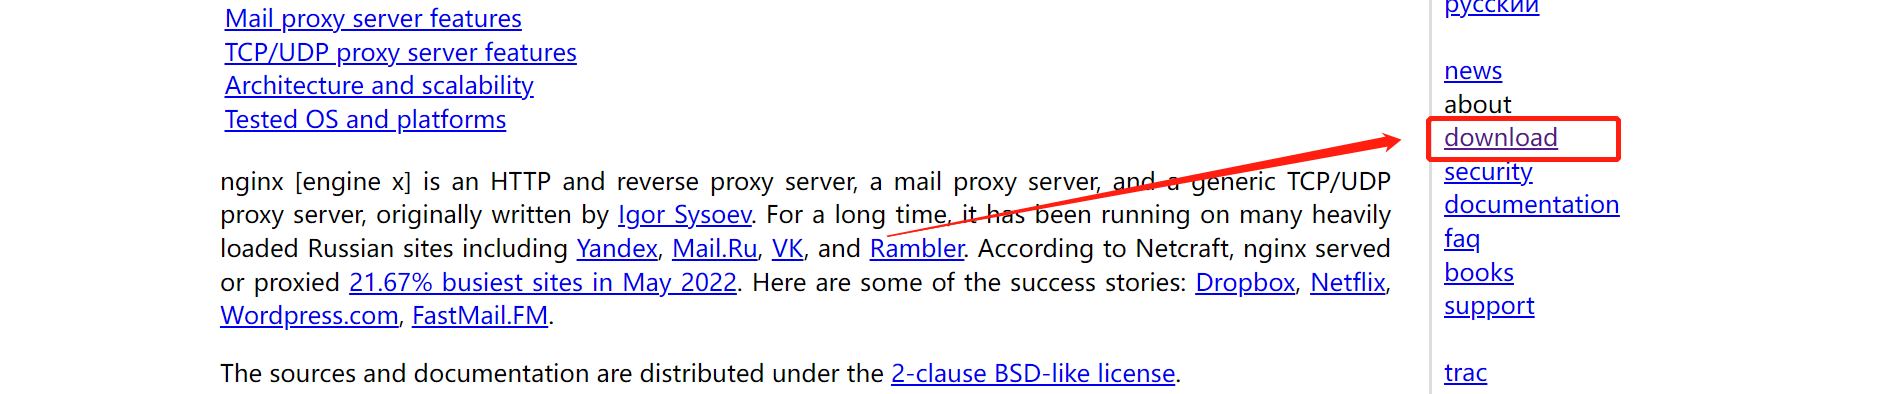 Mail proxy server features
TCP/UDP proxy server features
Architecture and scalability
Tested OS and platforms
nginx [engine x] is an HTTP and reverse proxy server, a mail proxy server, and a generic TCP/UDP
proxy server, originally written by Igor Sysoev. For a long time, it has been running on many heavily
loaded Russian sites including Yandex, Mail.Ru, VK, and Rambler. According to Netcraft, nginx served
or proxied 21.67% busiest sites in May 2022. Here are some of the success stories: Dropbox, Netflix,
Wordpress.com, FastMail.FM.
The sources and documentation are distributed under the 2-clause BSD-like license.
русский
news
about
download
security
documentation
faq
books
support
trac